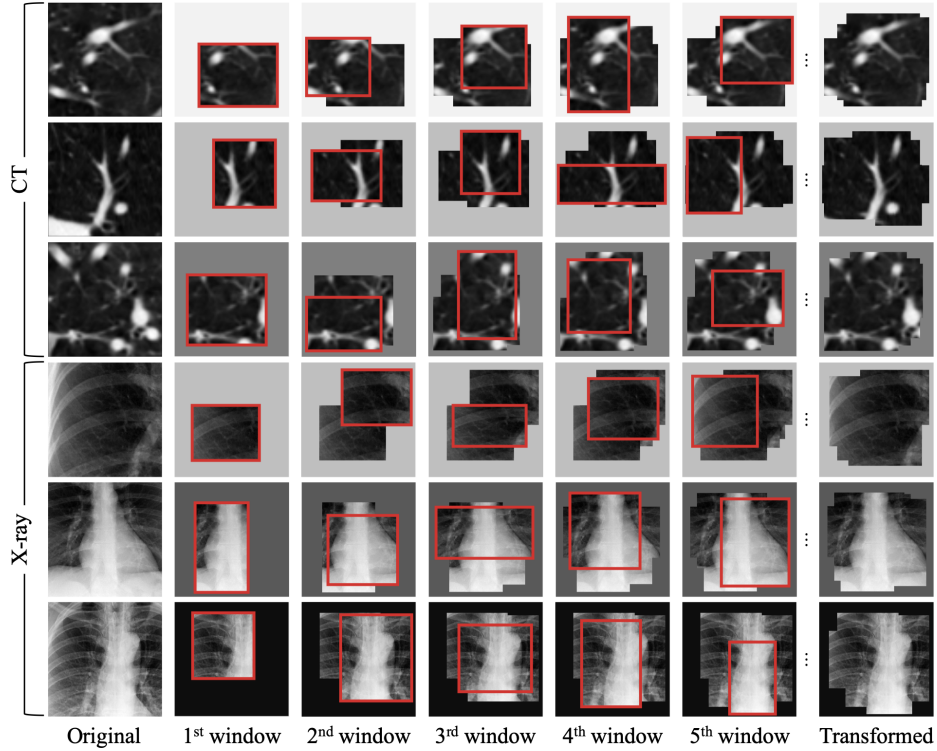 CT
X-ray
Original
1st window
2nd window
3rd window
4th window
5th window
Transformed